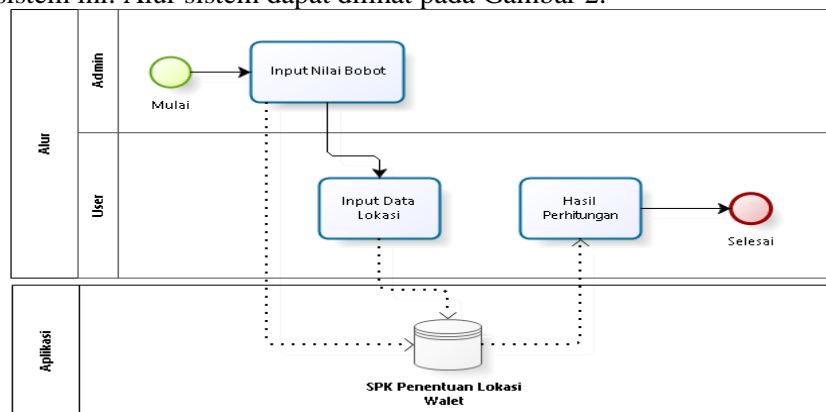 sistem ini. Alur sistem dapat dilihat pada Gambar 2.
Alur
Admin
Mulai
Input Nilai Bobot
User
Input Data
Lokasi
Hasil
Perhitungan
Selesai
Aplikasi
SPK Penentuan Lokasi
Walet